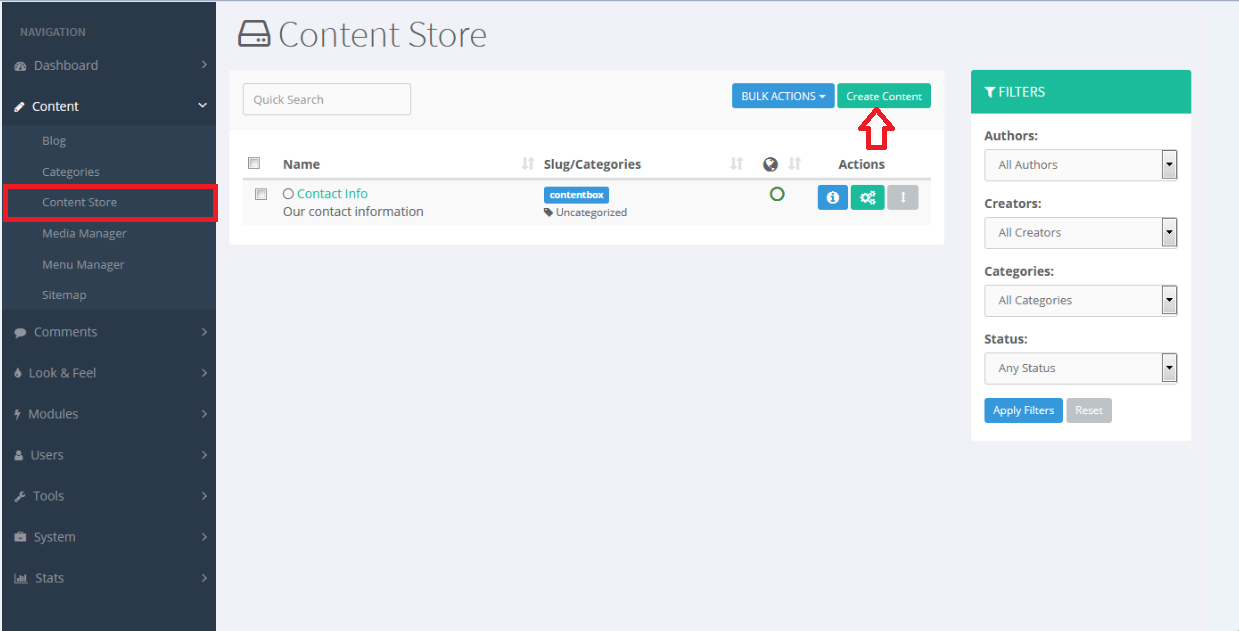 NAVIGATION
Dashboard
Content
Blog
Categories
Content Store
Media Manager
Menu Manager
Sitemap
Comments
Look & Feel
Modules
Users
Tools
System
Stats
Content Store
Quick Search
BULK ACTIONS
Create Content
Name
Slug/Categories
Actions
Contact Info
Our contact information
contentbox
Uncategorized
FILTERS
Authors:
All Authors
Creators:
All Creators
Categories:
All Categories
Status:
Any Status
Apply Filters
Reset